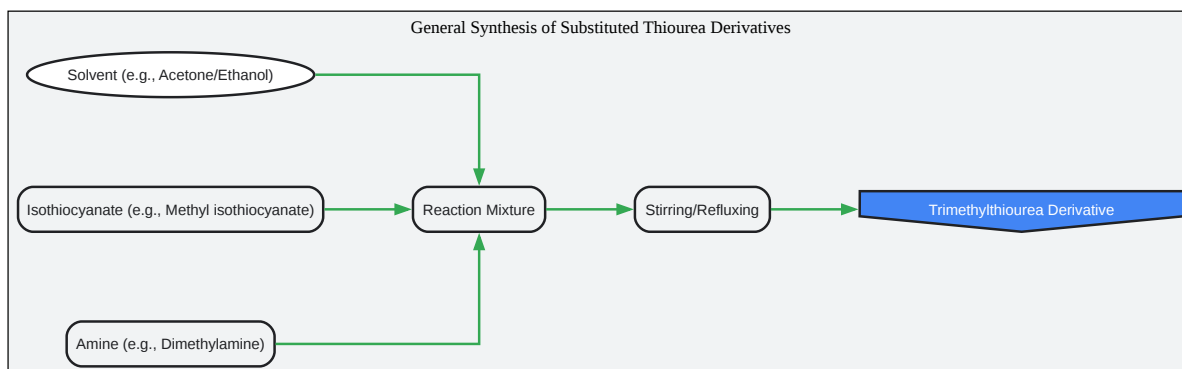 General Synthesis of Substituted Thiourea Derivatives
Solvent (e.g., Acetone/Ethanol)
Isothiocyanate (e.g., Methyl isothiocyanate)
Reaction Mixture
Stirring/Refluxing
Trimethylthiourea Derivative
Amine (e.g., Dimethylamine)